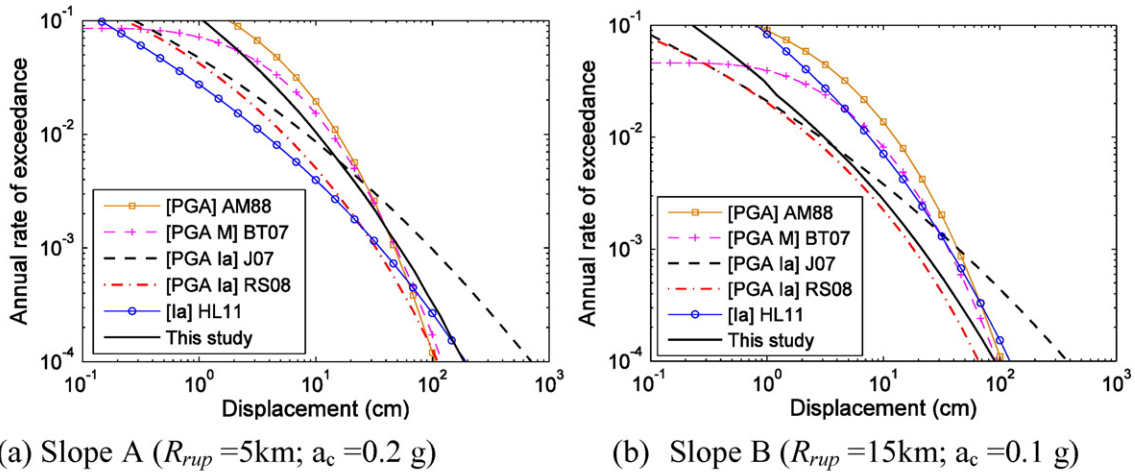 Annual rate of exceedance
10^-1
10^-2
10^-3
10^-4
[PGA] AM88
[PGA M] BT07
[PGA Ia] J07
[PGA Ia] RS08
[Ia] HL11
This study
10^-1 10^0 10^1 10^2 10^3
Displacement (cm)
(a) Slope A (R_rup =5km; a_c =0.2 g)
Annual rate of exceedance
10^-1
10^-2
10^-3
10^-4
[PGA] AM88
[PGA M] BT07
[PGA Ia] J07
[PGA Ia] RS08
[Ia] HL11
This study
10^-1 10^0 10^1 10^2 10^3
Displacement (cm)
(b) Slope B (R_rup =15km; a_c =0.1 g)